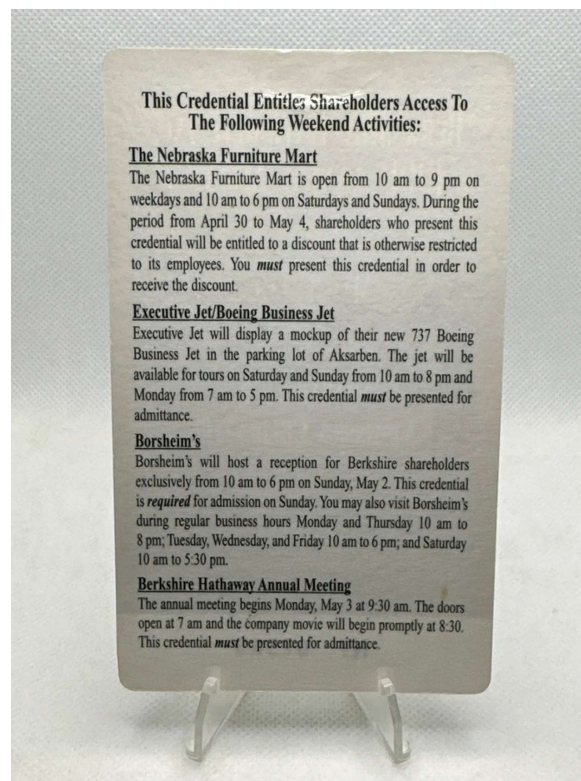 This Credential Entitles Shareholders Access To
The Following Weekend Activities:
The Nebraska Furniture Mart
The Nebraska Furniture Mart is open from 10 am to 9 pm on
weekdays and 10 am to 6 pm on Saturdays and Sundays. During the
period from April 30 to May 4, shareholders who present this
credential will be entitled to a discount that is otherwise restricted
to its employees. You must present this credential in order to
receive the discount.
Executive Jet/Boeing Business Jet
Executive Jet will display a mockup of their new 737 Boeing
Business Jet in the parking lot of Aksarben. The jet will be
available for tours on Saturday and Sunday from 10 am to 8 pm and
Monday from 7 am to 5 pm. This credential must be presented for
admittance.
Borsheim's
Borsheim's will host a reception for Berkshire shareholders
exclusively from 10 am to 6 pm on Sunday, May 2. This credential
is required for admission on Sunday. You may also visit Borsheim's
during regular business hours Monday and Thursday 10 am to
8 pm; Tuesday, Wednesday, and Friday 10 am to 6 pm; and Saturday
10 am to 5:30 pm.
Berkshire Hathaway Annual Meeting
The annual meeting begins Monday, May 3 at 9:30 am. The doors
open at 7 am and the company movie will begin promptly at 8:30.
This credential must be presented for admittance.